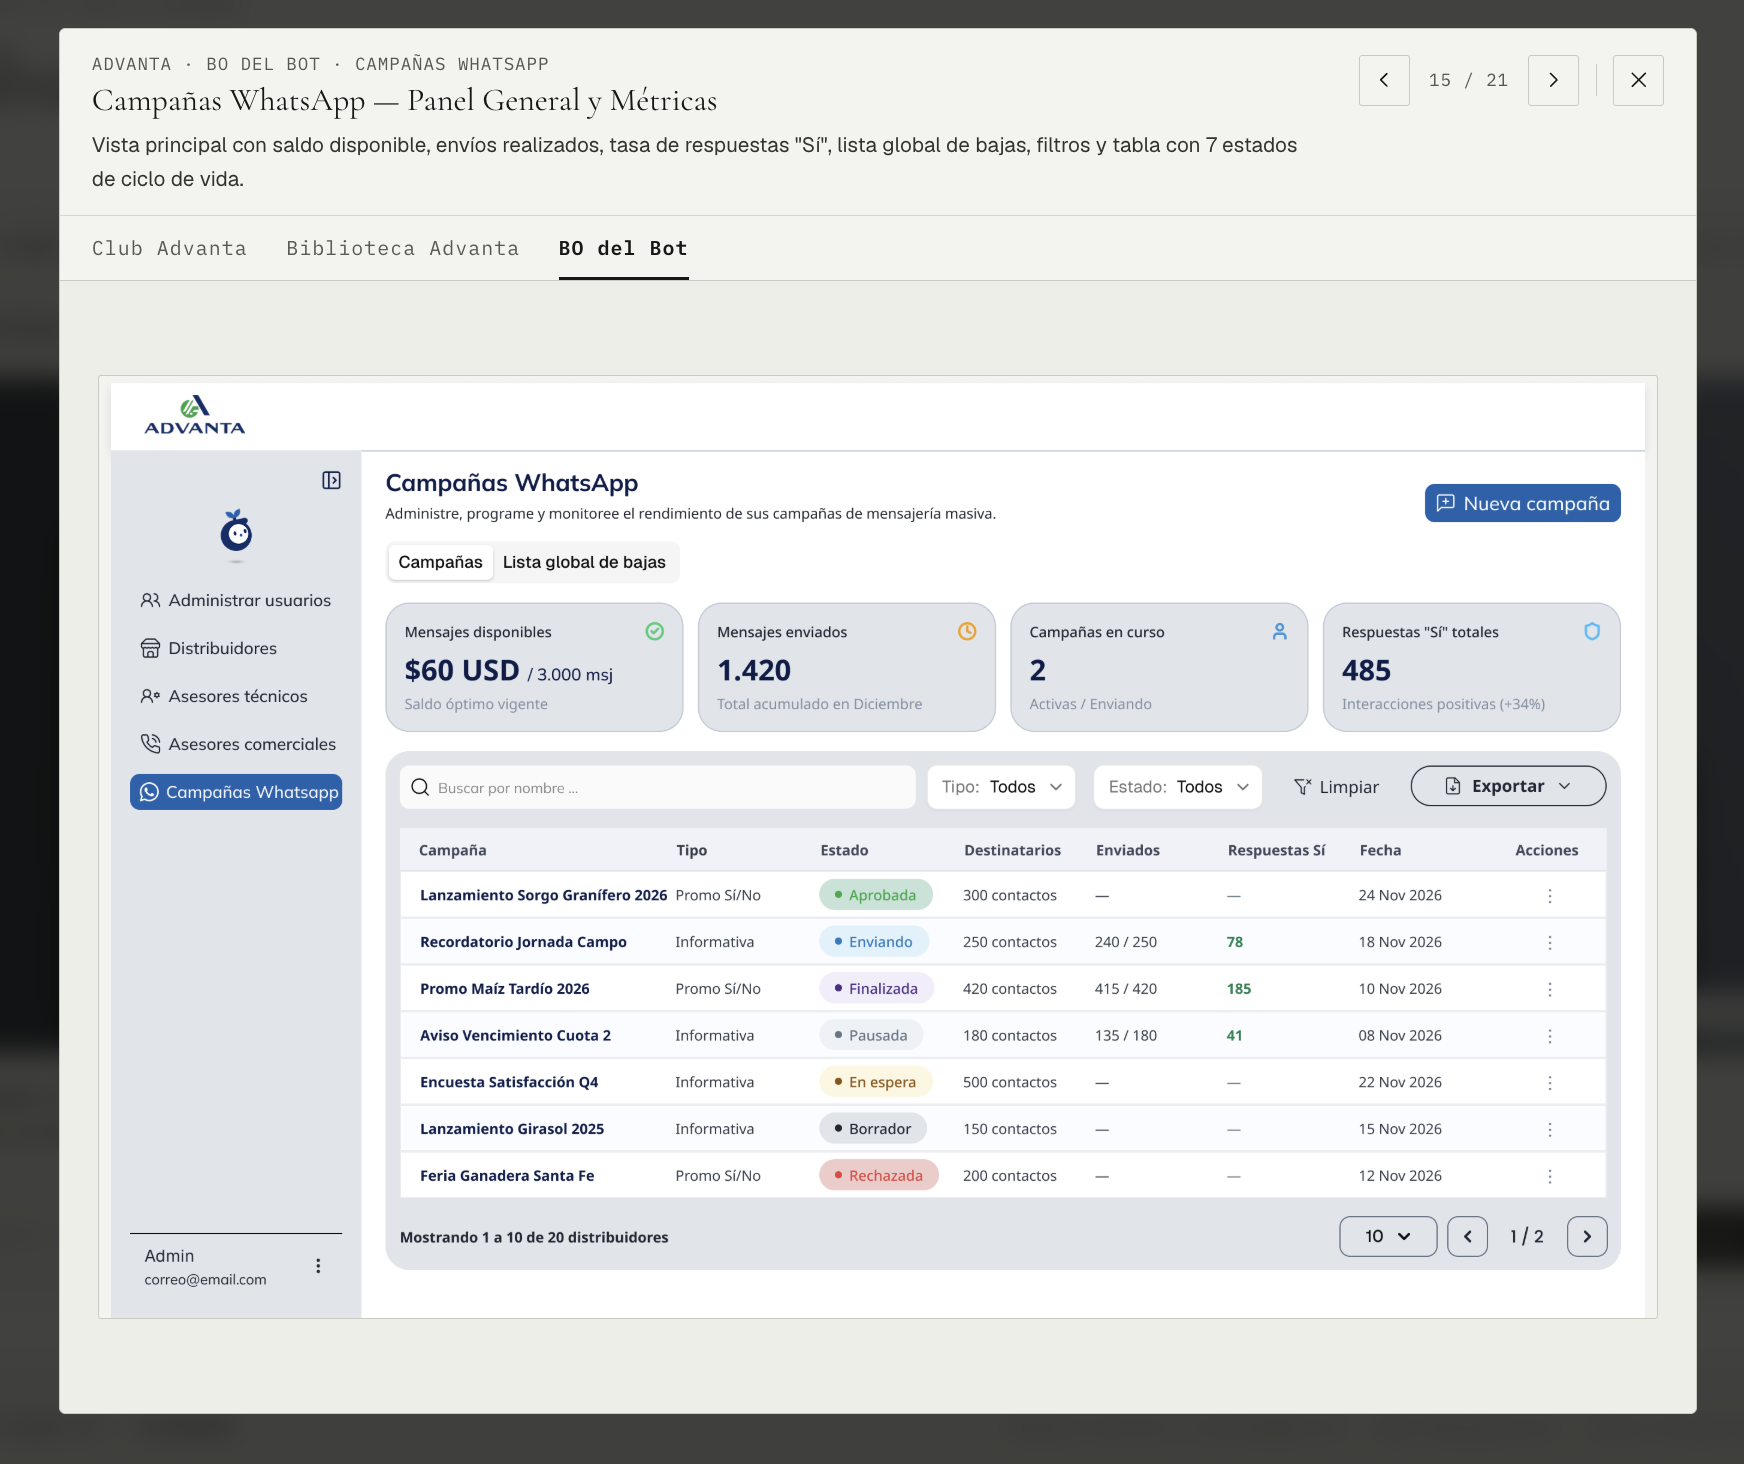 ADVANTA · BO DEL BOT · CAMPAÑAS WHATSAPP
Campañas WhatsApp — Panel General y Métricas
Vista principal con saldo disponible, envíos realizados, tasa de respuestas "Sí", lista global de bajas, filtros y tabla con 7 estados
de ciclo de vida.
15 / 21
Club Advanta Biblioteca Advanta BO del Bot
ADVANTA
Administrar usuarios
Distribuidores
Asesores técnicos
Asesores comerciales
Campañas Whatsapp
Admin
correo@email.com
Campañas WhatsApp
Administre, programe y monitoree el rendimiento de sus campañas de mensajería masiva.
Nueva campaña
Campañas Lista global de bajas
Mensajes disponibles
$60 USD / 3.000 msj
Saldo óptimo vigente
Mensajes enviados
1.420
Total acumulado en Diciembre
Campañas en curso
2
Activas / Enviando
Respuestas "Sí" totales
485
Interacciones positivas (+34%)
Buscar por nombre ... Tipo: Todos Estado: Todos Limpiar Exportar
Campaña Tipo Estado Destinatarios Enviados Respuestas Sí Fecha Acciones
Lanzamiento Sorgo Granífero 2026 Promo Sí/No Aprobada 300 contactos — — 24 Nov 2026
Recordatorio Jornada Campo Informativa Enviando 250 contactos 240 / 250 78 18 Nov 2026
Promo Maíz Tardío 2026 Promo Sí/No Finalizada 420 contactos 415 / 420 185 10 Nov 2026
Aviso Vencimiento Cuota 2 Informativa Pausada 180 contactos 135 / 180 41 08 Nov 2026
Encuesta Satisfacción Q4 Informativa En espera 500 contactos — — 22 Nov 2026
Lanzamiento Girasol 2025 Informativa Borrador 150 contactos — — 15 Nov 2026
Feria Ganadera Santa Fe Promo Sí/No Rechazada 200 contactos — — 12 Nov 2026
Mostrando 1 a 10 de 20 distribuidores 10 1 / 2